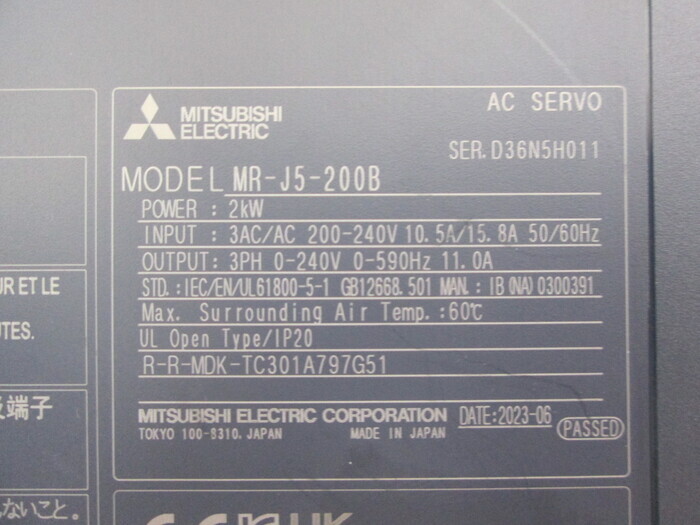 MITSUBISHI
ELECTRIC
AC SERVO
SER.D36N5H011
MODEL MR-J5-200B
POWER : 2kW
INPUT : 3AC/AC 200-240V 10.5A/15.8A 50/60Hz
OUTPUT: 3PH 0-240V 0-590Hz 11.0A
STD.:IEC/EN/UL61800-5-1 GB12668.501 MAN.:IB(NA)0300391
Max. Surrounding Air Temp.:60℃
UL Open Type/IP20
R-R-MDK-TC301A797G51
MITSUBISHI ELECTRIC CORPORATION DATE:2023-06
TOKYO 100-8310, JAPAN MADE IN JAPAN PASSED
ET LE
端子
ないこと。